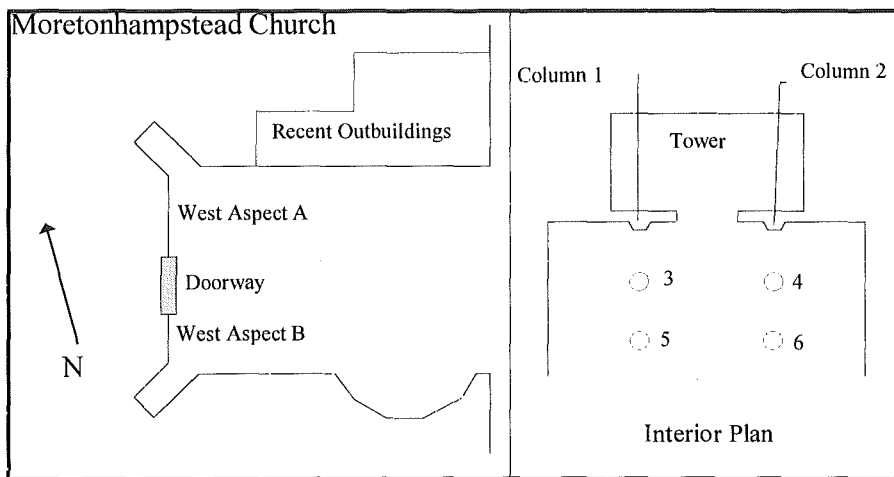 Moretonhampstead Church
Recent Outbuildings
West Aspect A
Doorway
West Aspect B
N
Column 1
Column 2
Tower
3
4
5
6
Interior Plan